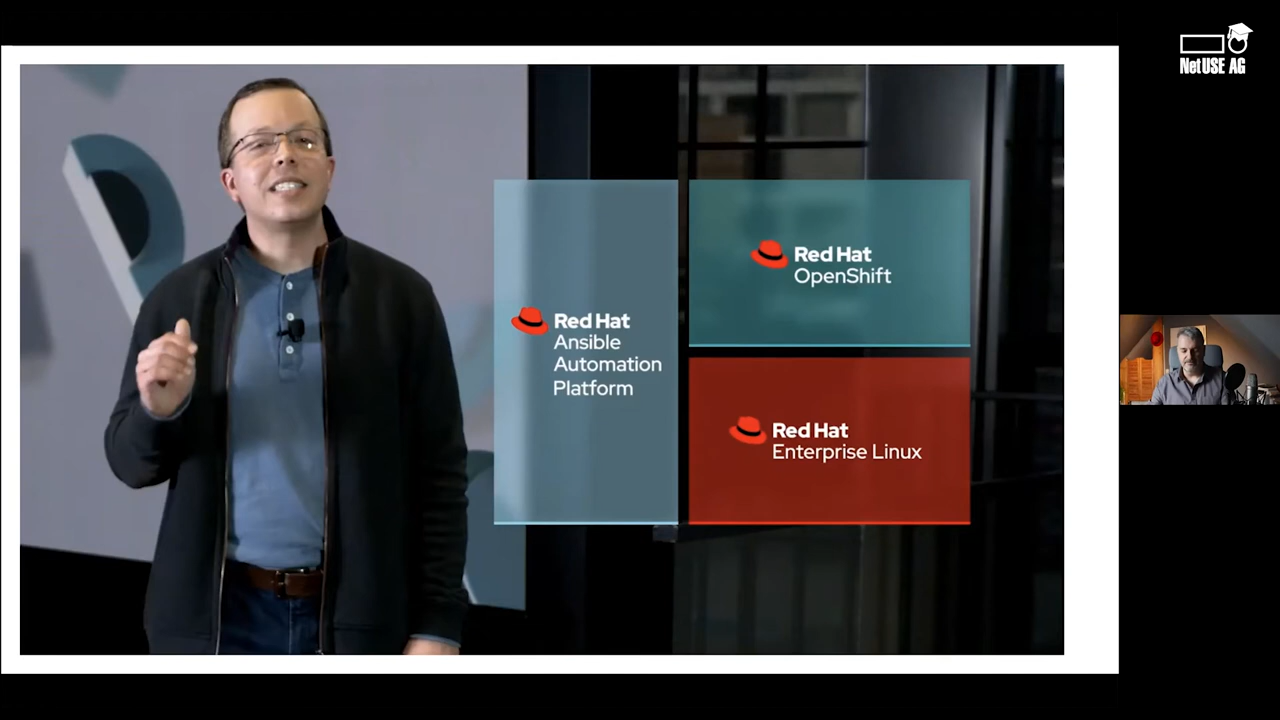 NetUSE AG
Red Hat
Ansible
Automation
Platform
Red Hat
OpenShift
Red Hat
Enterprise Linux